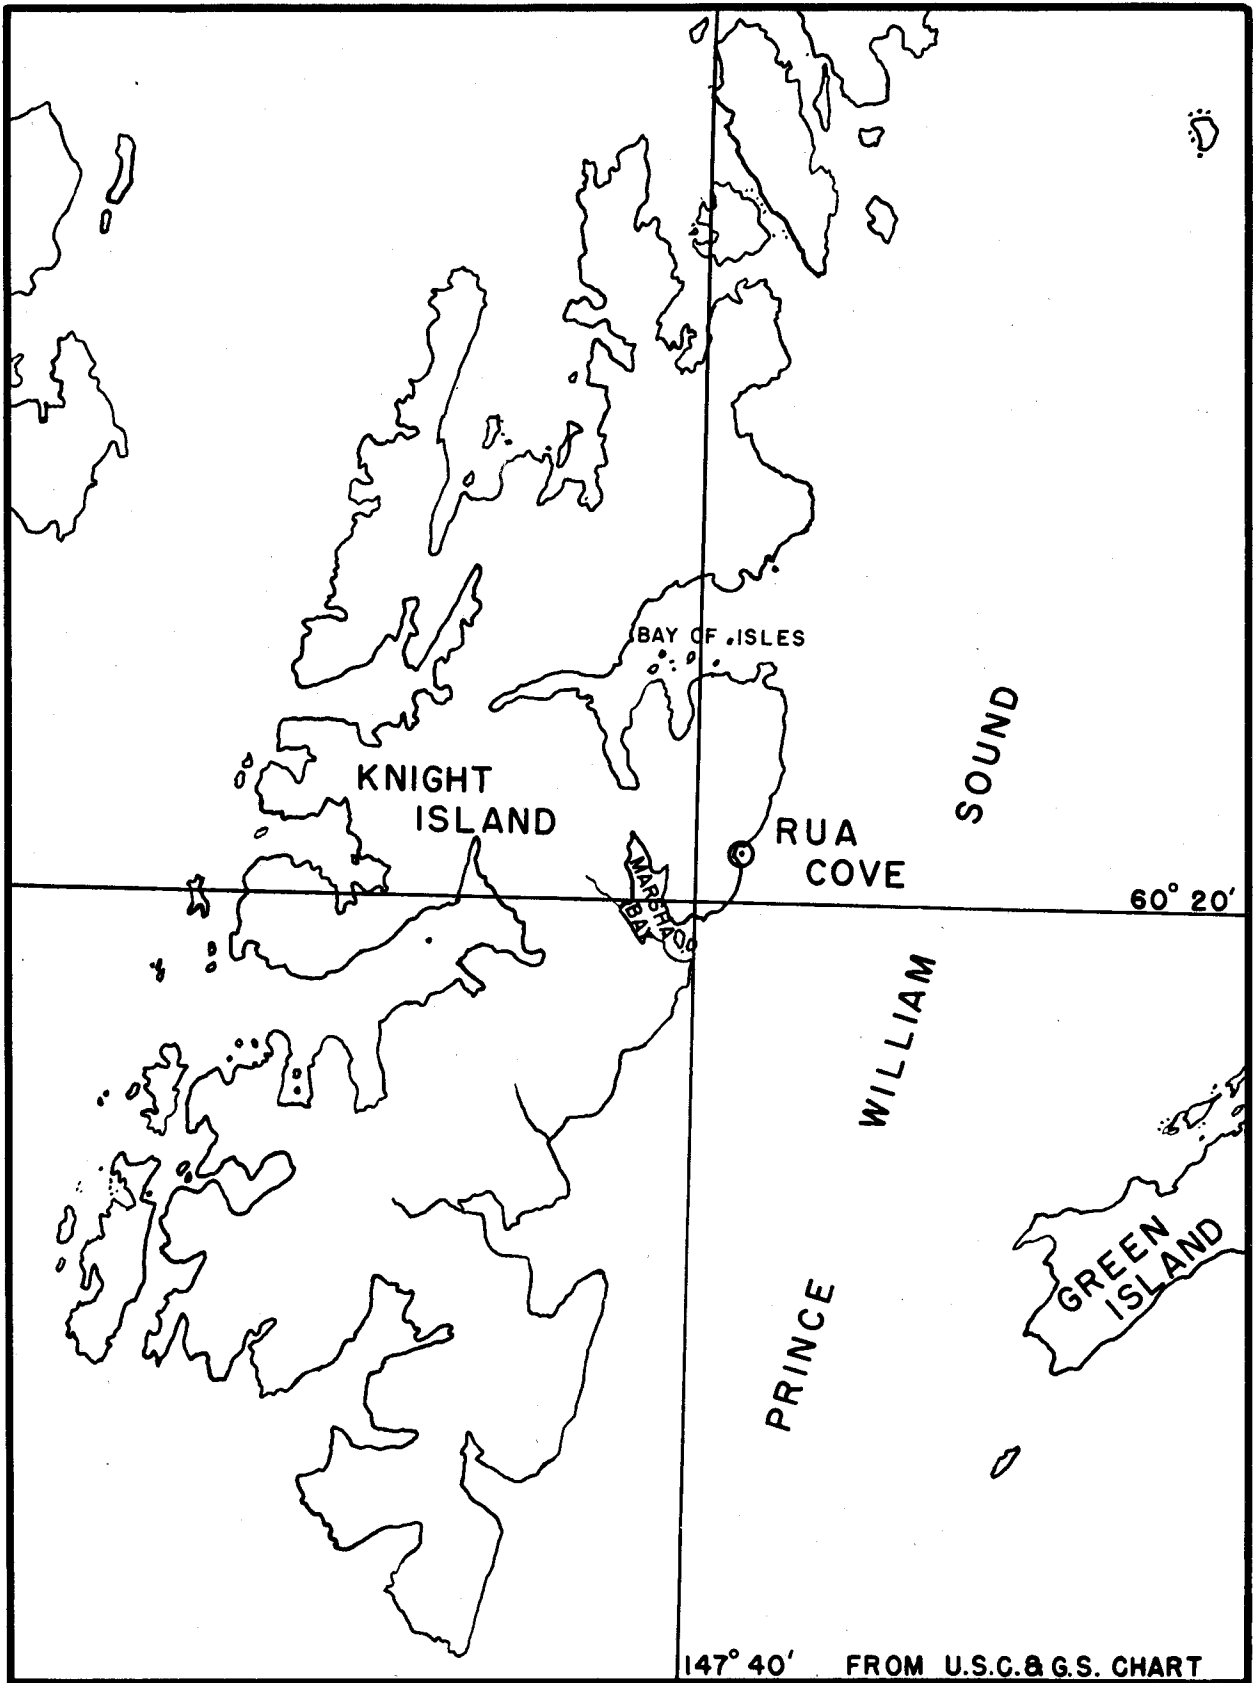 BAY OF ISLES
SOUND
KNIGHT
ISLAND
RUA
COVE
MARSHA
BAY
60° 20'
WILLIAM
GREEN
ISLAND
PRINCE
147° 40'
FROM U.S.C.& G.S. CHART